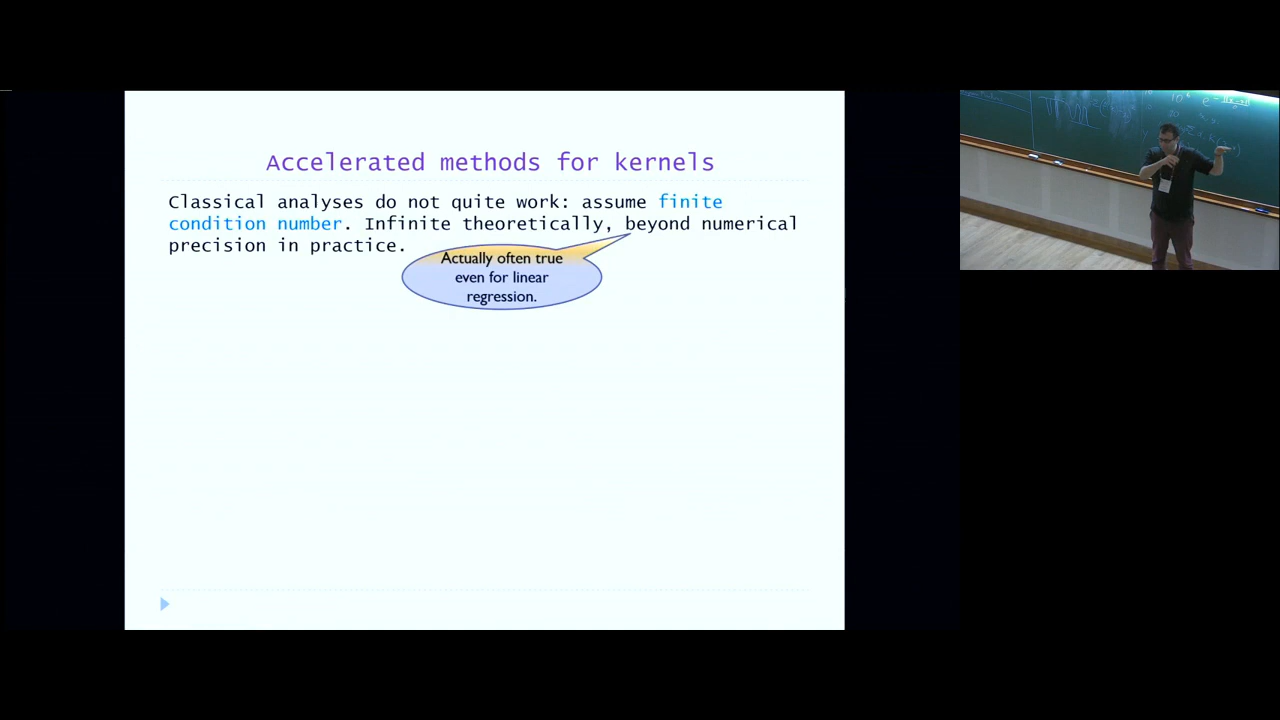 Accelerated methods for kernels
Classical analyses do not quite work: assume finite
condition number. Infinite theoretically, beyond numerical
precision in practice.
Actually often true
even for linear
regression.